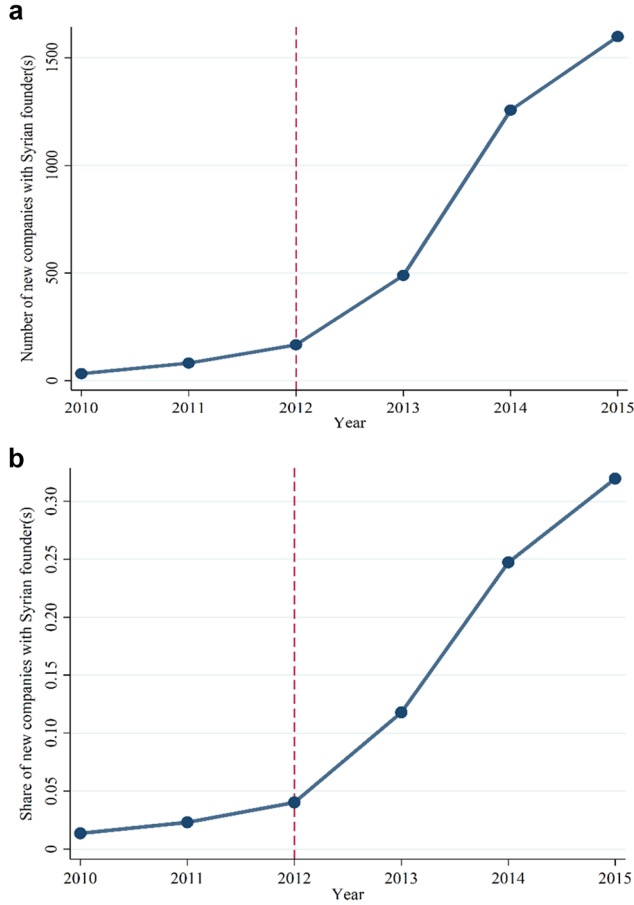 a
Number of new companies with Syrian founder(s)
1500
1000
500
0
2010 2011 2012 2013 2014 2015
Year
b
Share of new companies with Syrian founder(s)
0.30
0.25
0.20
0.15
0.10
0.05
0
2010 2011 2012 2013 2014 2015
Year